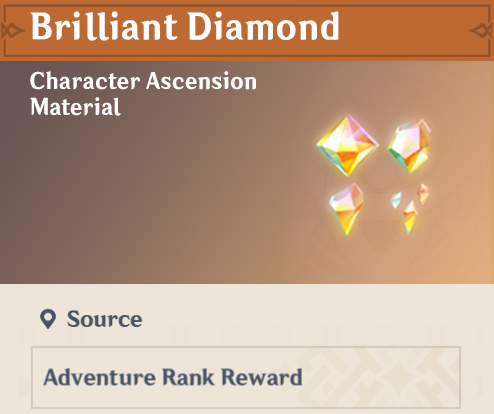 Brilliant Diamond
Character Ascension
Material
Source
Adventure Rank Reward